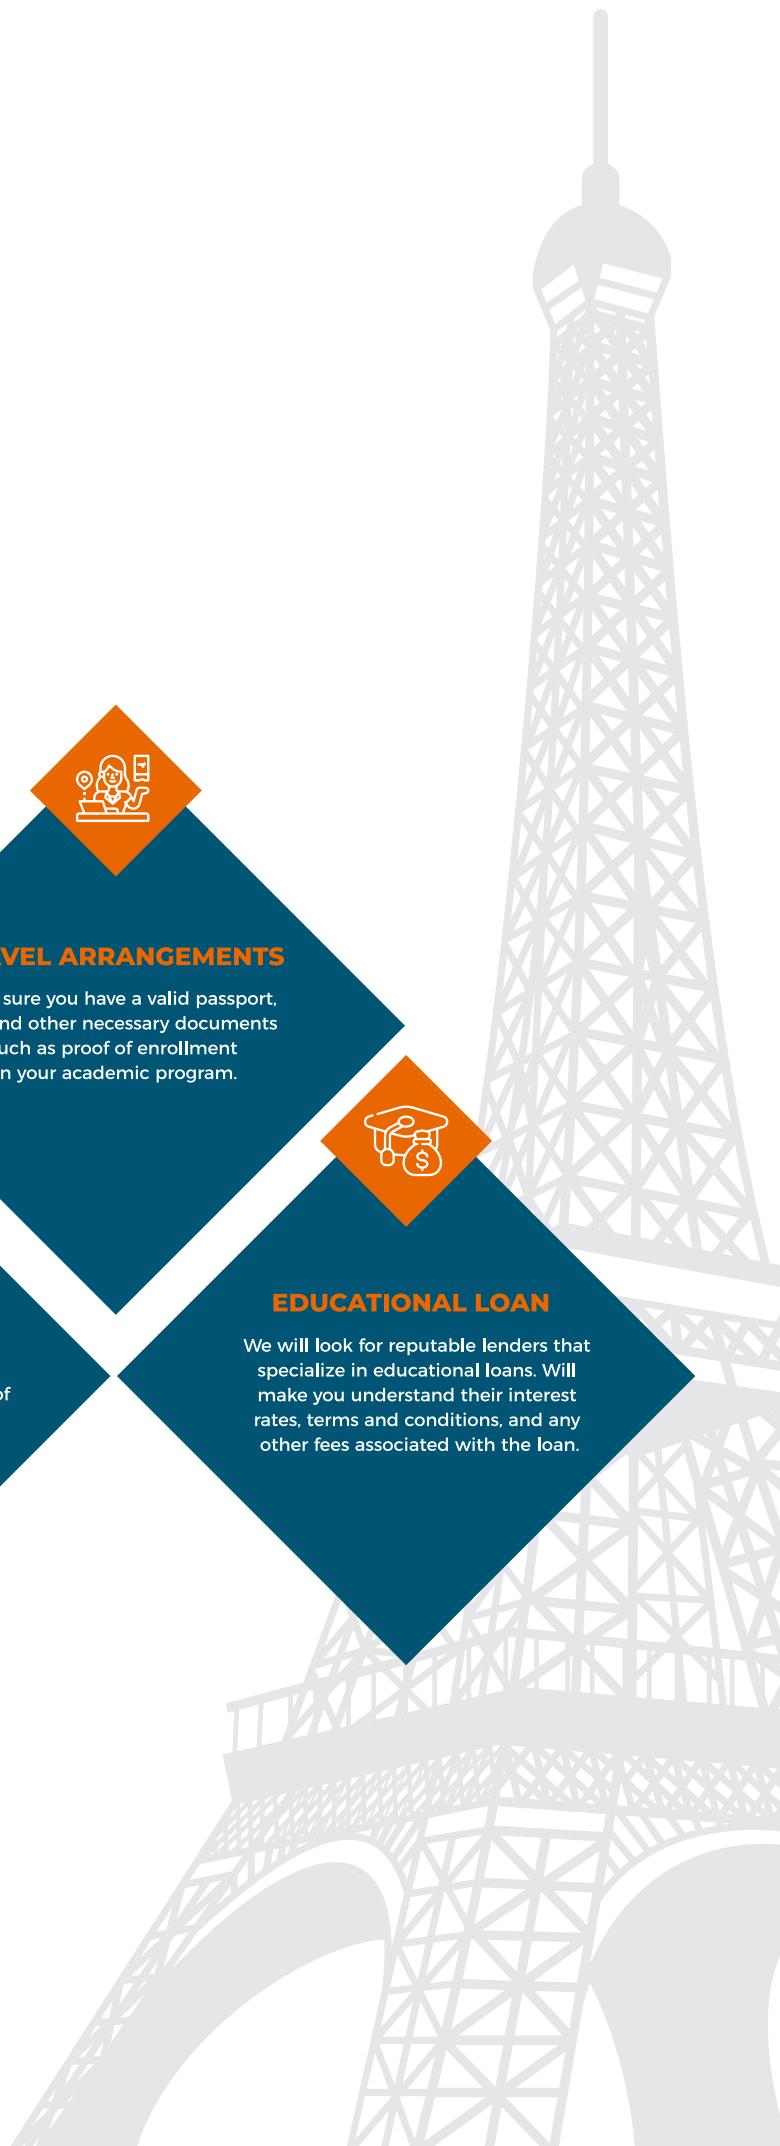 VEL ARRANGEMENTS
sure you have a valid passport,
nd other necessary documents
uch as proof of enrollment
n your academic program.
of
EDUCATIONAL LOAN
We will look for reputable lenders that
specialize in educational loans. Will
make you understand their interest
rates, terms and conditions, and any
other fees associated with the loan.
$